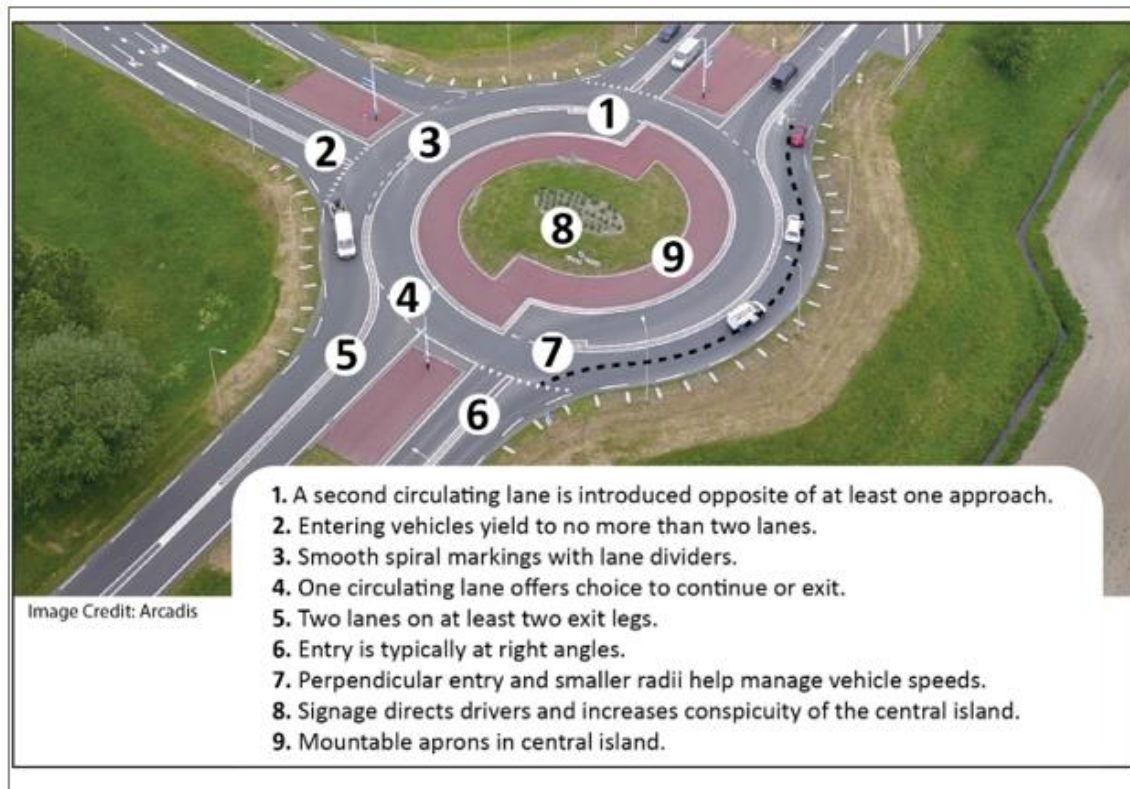 1
2
3
8
9
4
5
7
6
1. A second circulating lane is introduced opposite of at least one approach.
2. Entering vehicles yield to no more than two lanes.
3. Smooth spiral markings with lane dividers.
4. One circulating lane offers choice to continue or exit.
5. Two lanes on at least two exit legs.
6. Entry is typically at right angles.
7. Perpendicular entry and smaller radii help manage vehicle speeds.
8. Signage directs drivers and increases conspicuity of the central island.
9. Mountable aprons in central island.
Image Credit: Arcadis